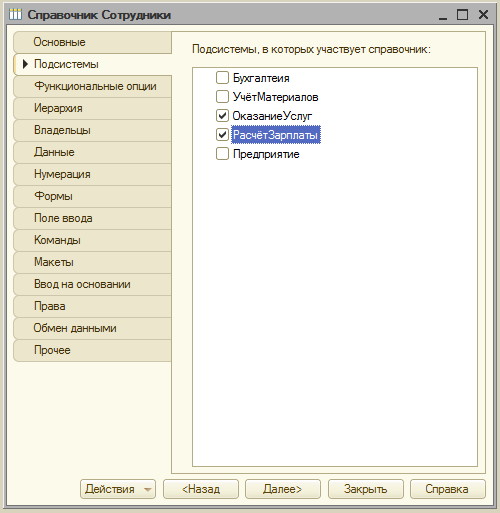 Справочник Сотрудники
Основные
Подсистемы
Функциональные опции
Иерархия
Владельцы
Данные
Нумерация
Формы
Поле ввода
Команды
Макеты
Ввод на основании
Права
Обмен данными
Прочее
Подсистемы, в которых участвует справочник:
Бухгалтеия
УчётМатериалов
ОказаниеУслуг
РасчётЗарплаты
Предприятие
Действия
<Назад
Далее>
Закрыть
Справка